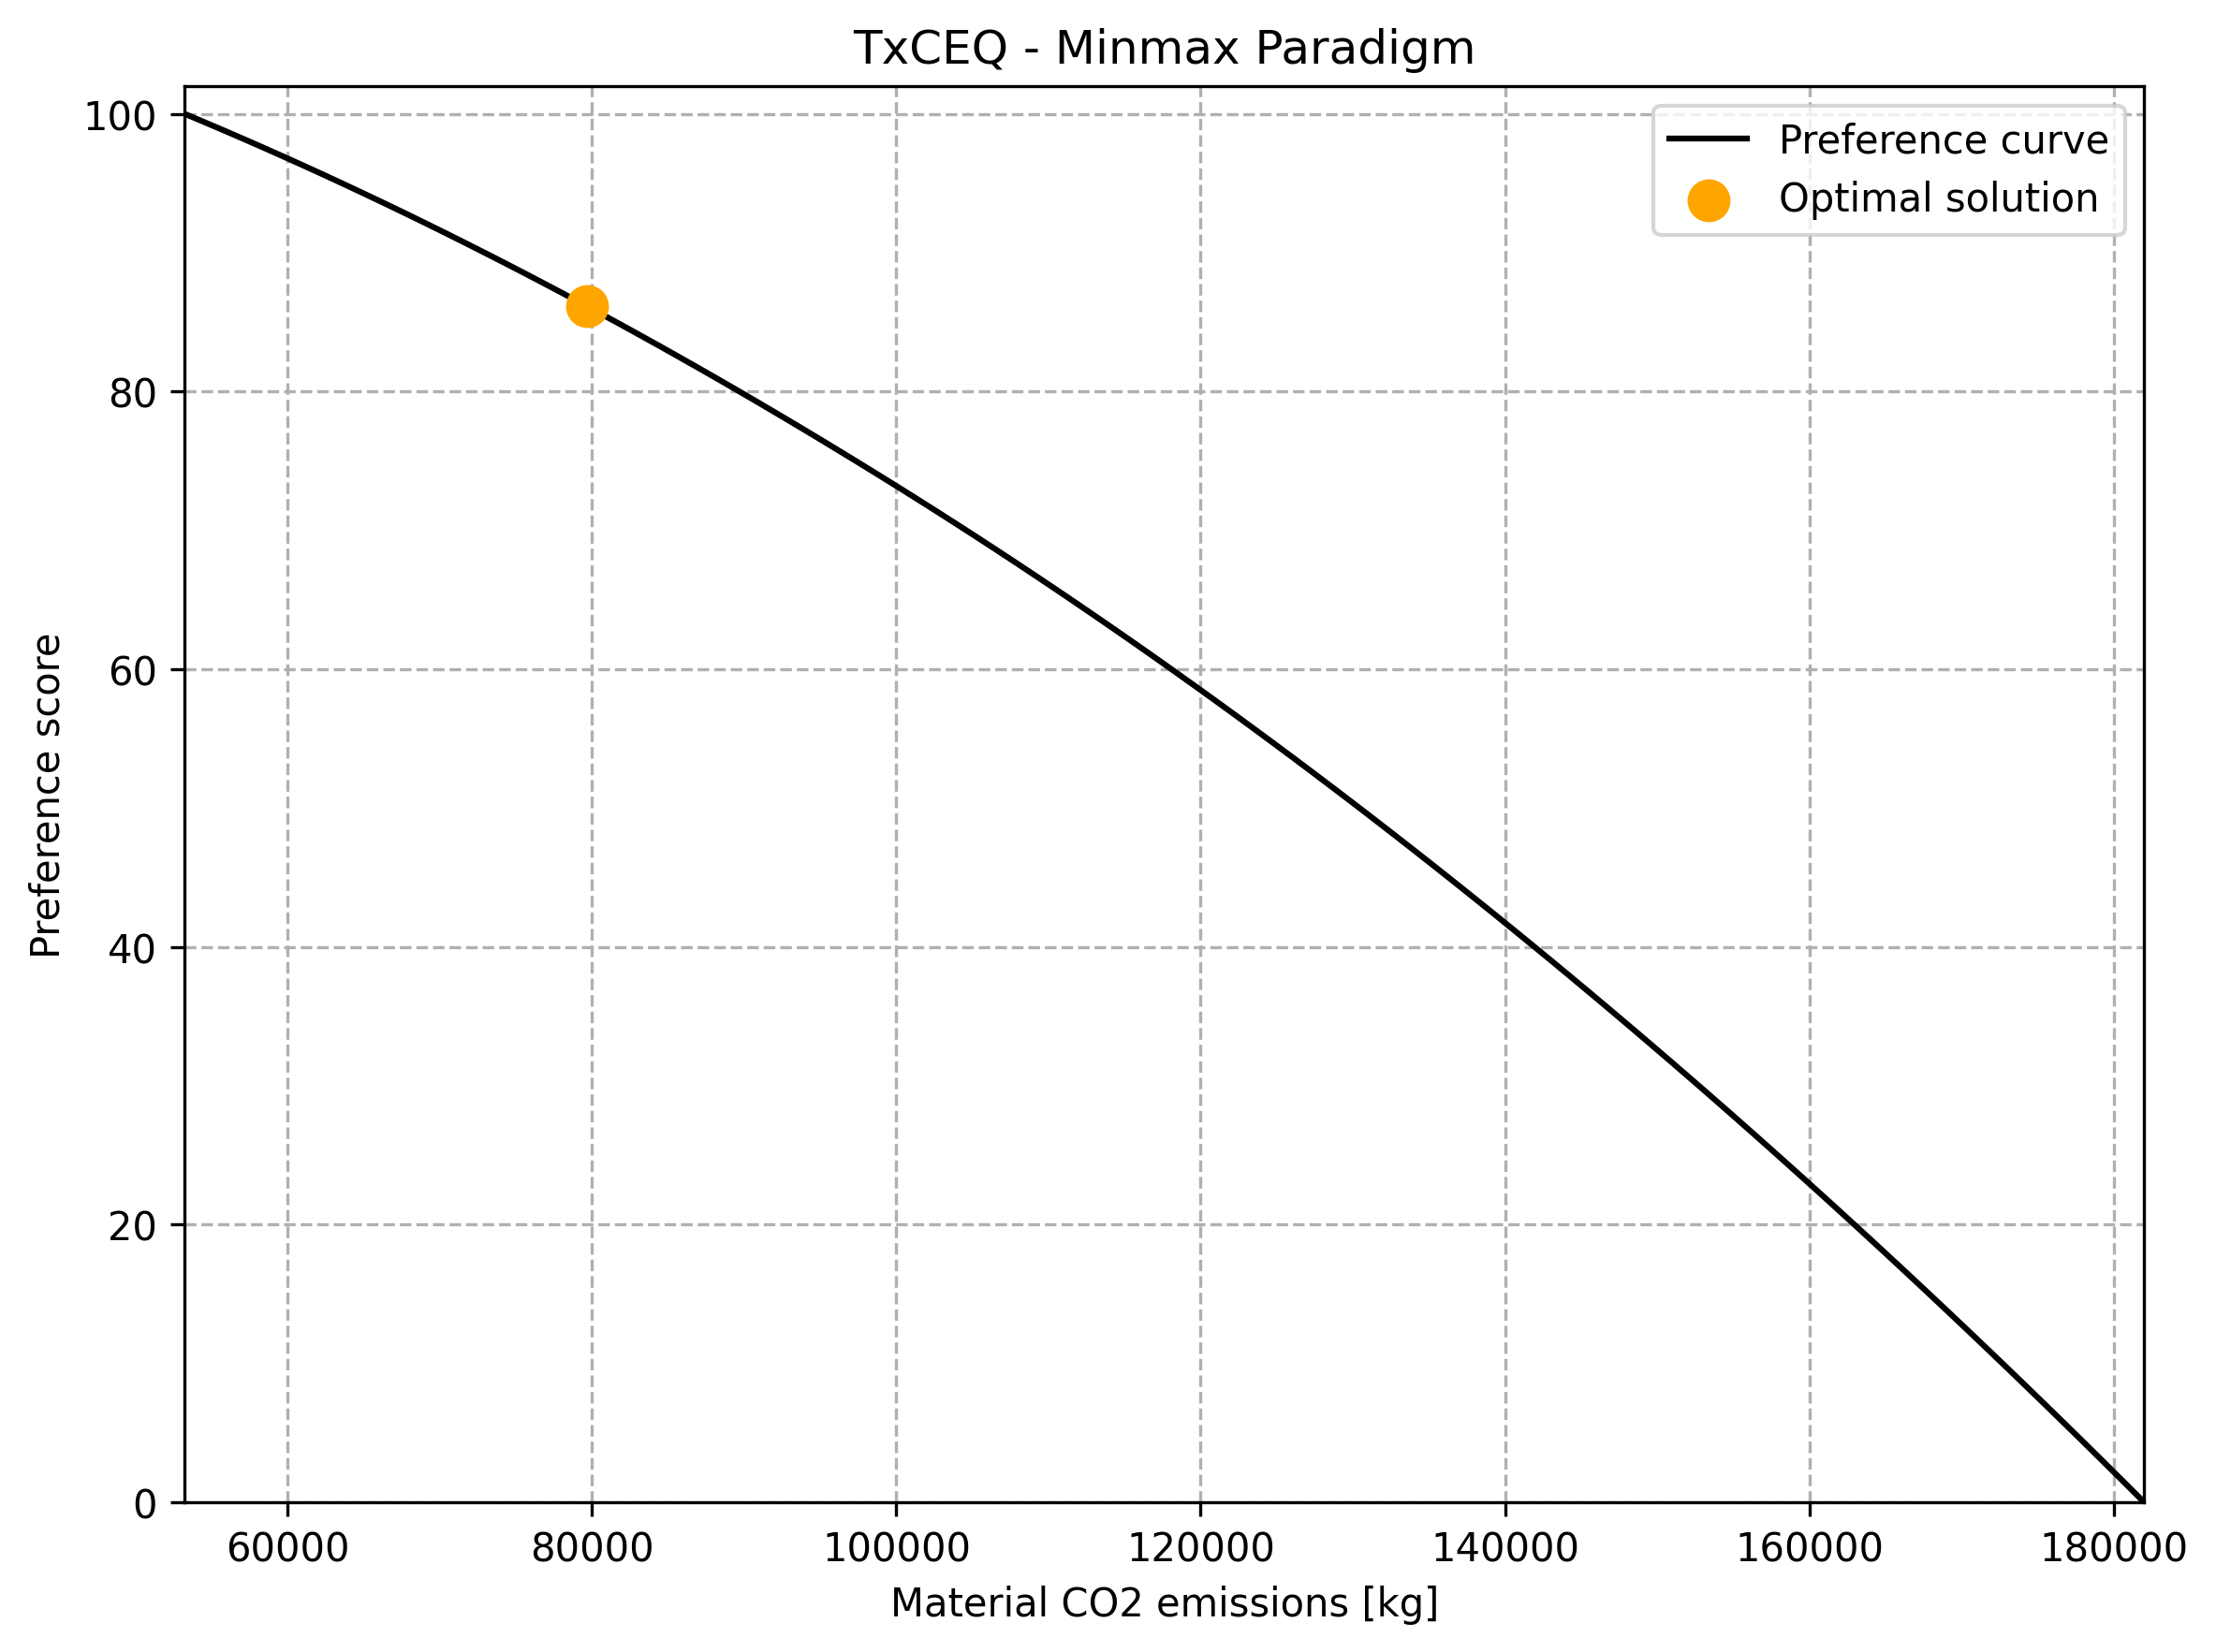 TxCEQ - Minmax Paradigm
Preference curve
Optimal solution
Preference score
100
80
60
40
20
0
60000 80000 100000 120000 140000 160000 180000
Material CO2 emissions [kg]